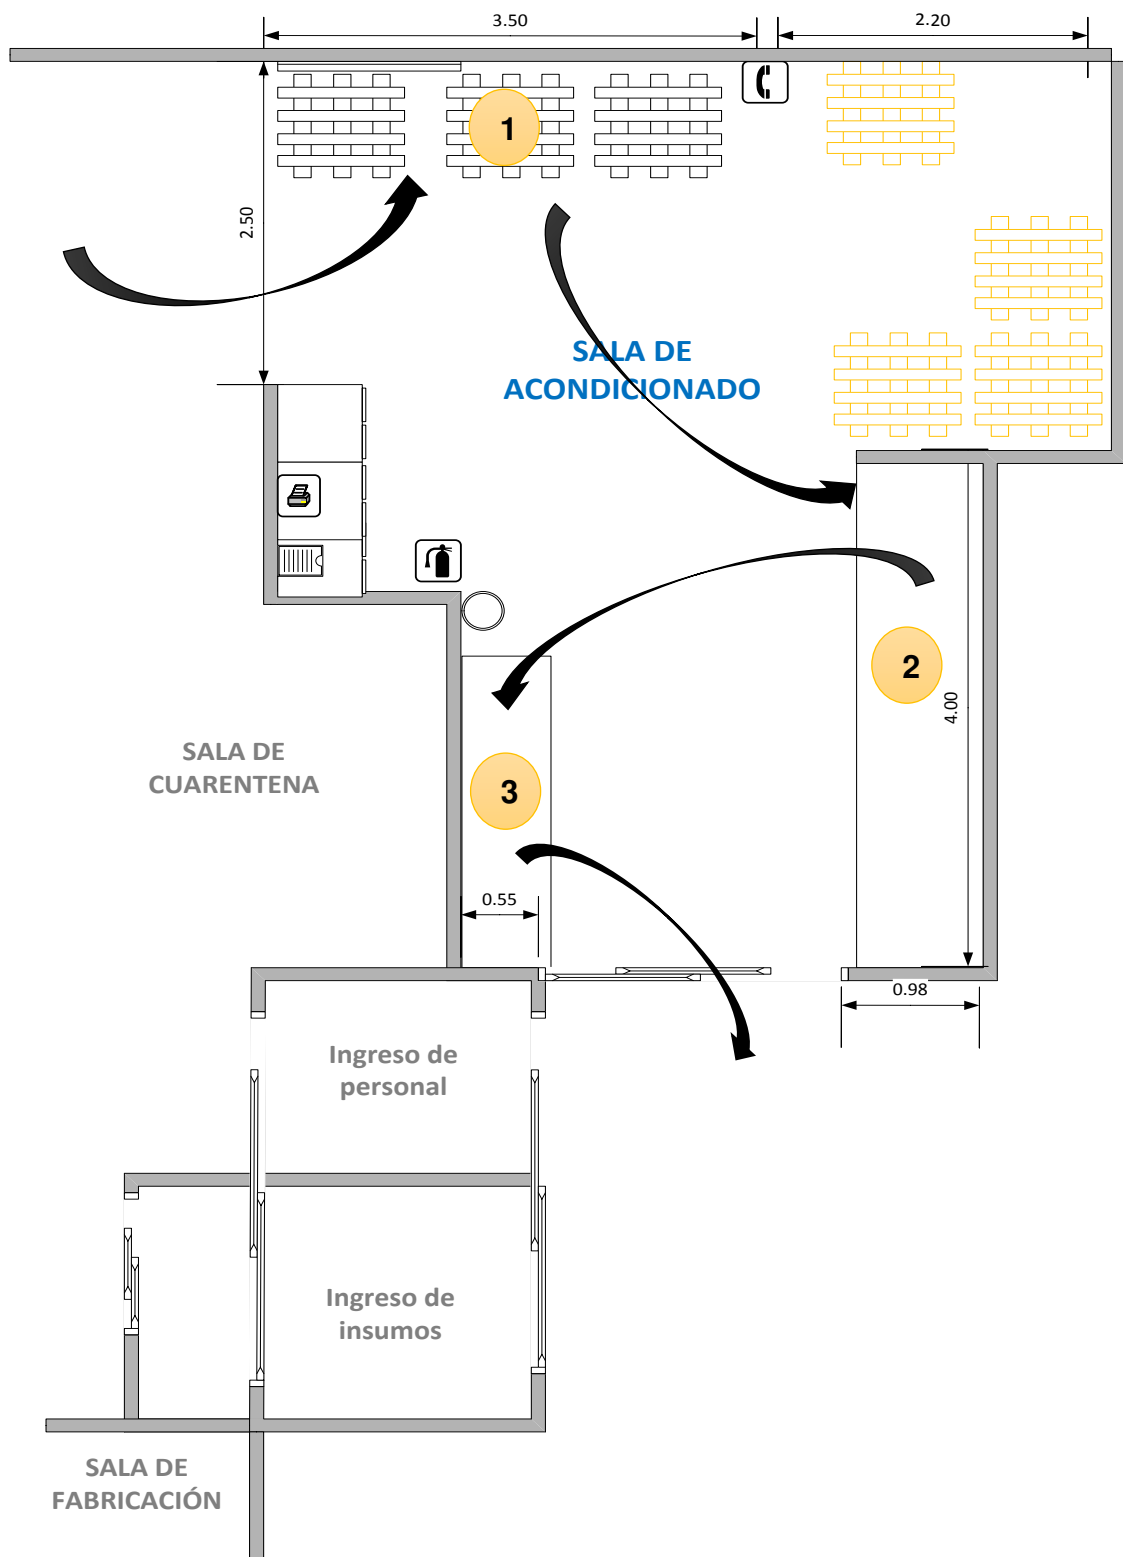 3.50
2.20
1
2.50
SALA DE
ACONDICIONADO
2
4.00
SALA DE
CUARENTENA
3
0.55
0.98
Ingreso de
personal
Ingreso de
insumos
SALA DE
FABRICACIÓN